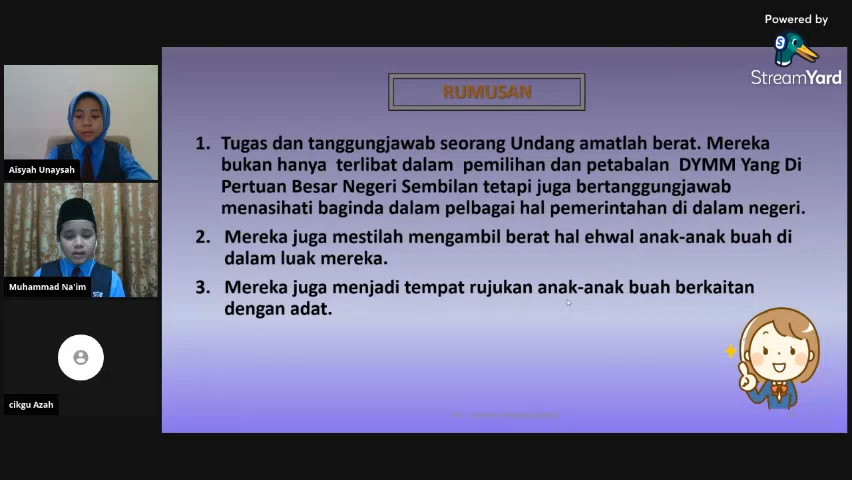 Powered by
StreamYard
RUMUSAN
1. Tugas dan tanggungjawab seorang Undang amatlah berat. Mereka
bukan hanya terlibat dalam pemilihan dan petabalan DYMM Yang Di
Pertuan Besar Negeri Sembilan tetapi juga bertanggungjawab
menasihati baginda dalam pelbagai hal pemerintahan di dalam negeri.
2. Mereka juga mestilah mengambil berat hal ehwal anak-anak buah di
dalam luak mereka.
3. Mereka juga menjadi tempat rujukan anak-anak buah berkaitan
dengan adat.
Aisyah Unaysah
Muhammad Na'im
cikgu Azah